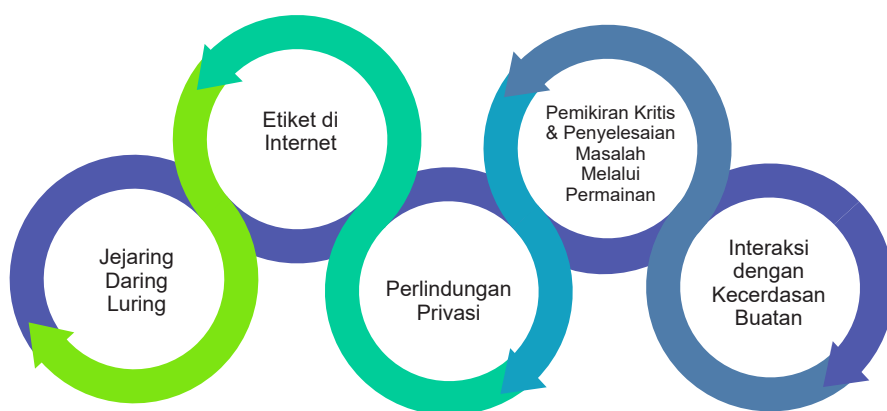 Jejaring
Daring
Luring
Etiket di
Internet
Perlindungan
Privasi
Pemikiran Kritis
& Penyelesaian
Masalah
Melalui
Permainan
Interaksi
dengan
Kecerdasan
Buatan